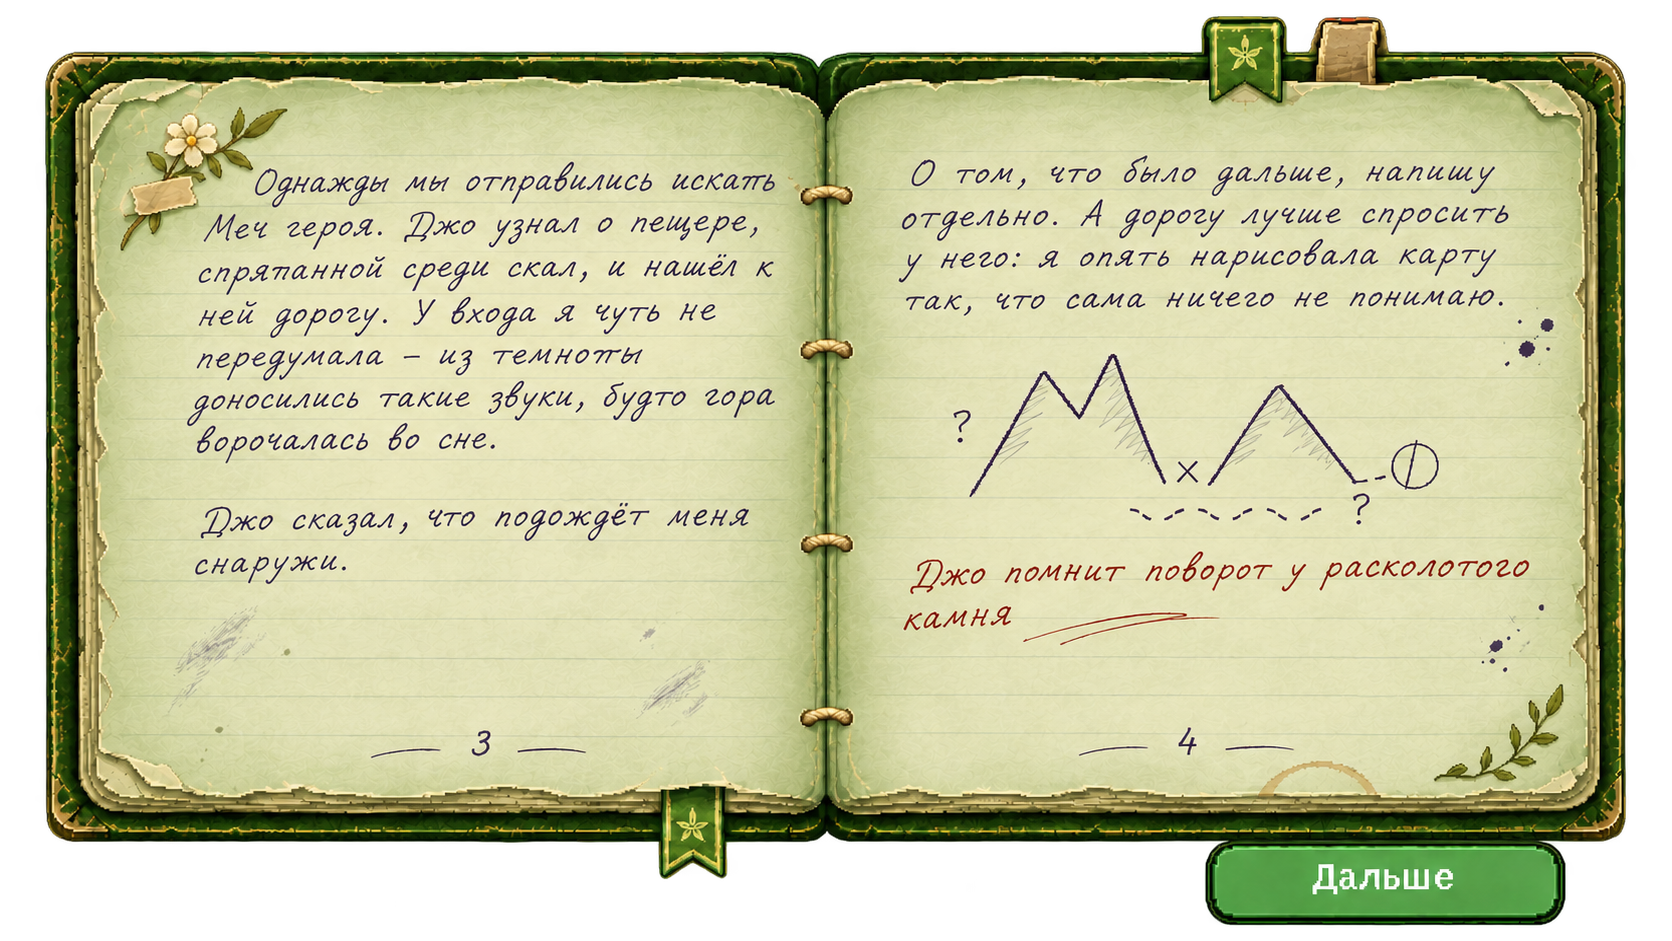 Однажды мы отправились искать
Меч героя. Джо узнал о пещере,
спрятанной среди скал, и нашёл к
ней дорогу. У входа я чуть не
передумала – из темноты
доносились такие звуки, будто гора
ворочалась во сне.
Джо сказал, что подождёт меня
снаружи.
3
О том, что было дальше, напишу
отдельно. А дорогу лучше спросить
у него: я опять нарисовала карту
так, что сама ничего не понимаю.
?
x
?
Джо помнит поворот у расколотого
камня
4
Дальше